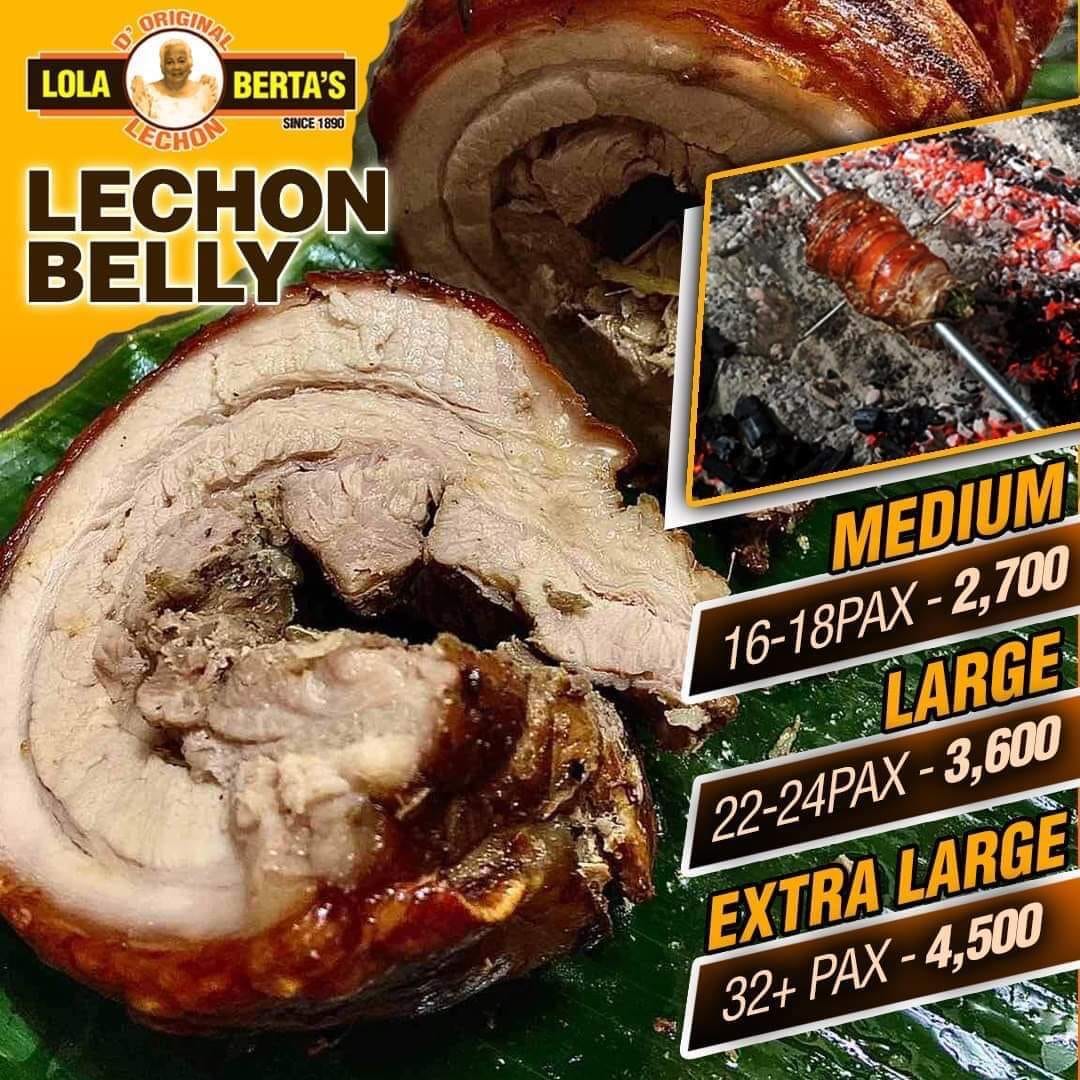 D' ORIGINAL
LOLA BERTA'S
LECHON
SINCE 1890
LECHON
BELLY
MEDIUM
16-18PAX - 2,700
LARGE
22-24PAX - 3,600
EXTRA LARGE
32+ PAX - 4,500